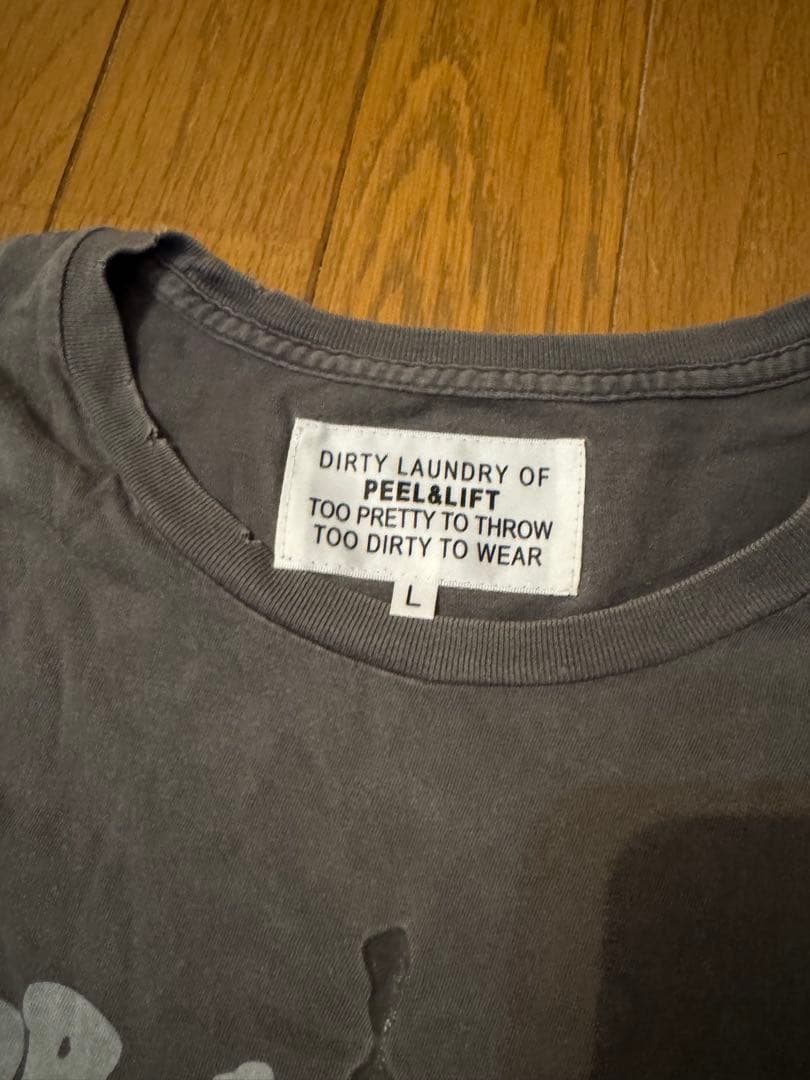 DIRTY LAUNDRY OF
PEEL&LIFT
TOO PRETTY TO THROW
TOO DIRTY TO WEAR
L